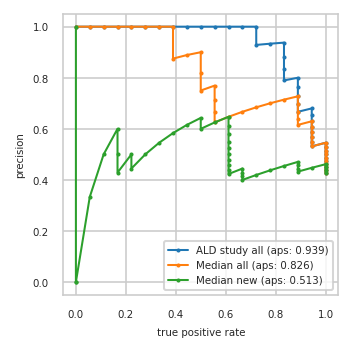 1.0
0.8
0.6
0.4
0.2
0.0
precision
0.0 0.2 0.4 0.6 0.8 1.0
true positive rate
ALD study all (aps: 0.939)
Median all (aps: 0.826)
Median new (aps: 0.513)